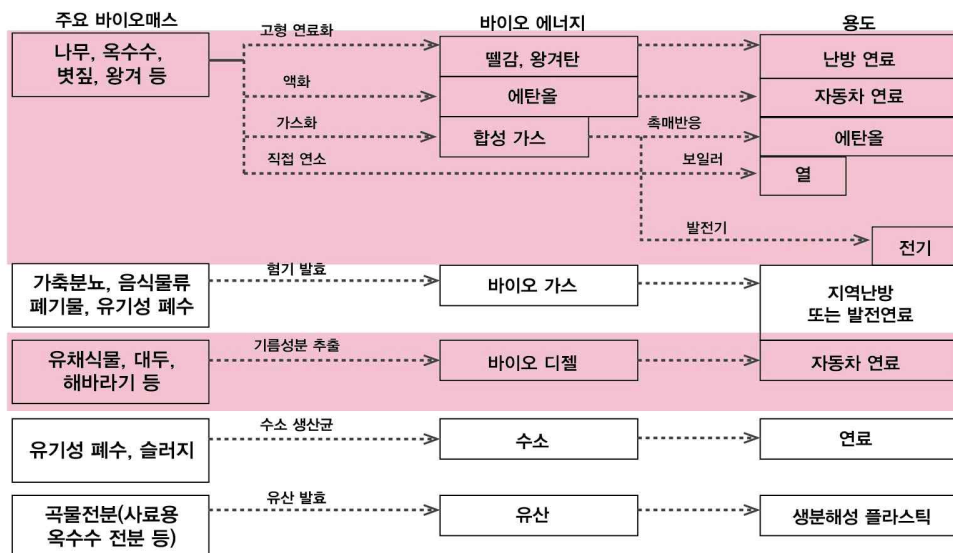 주요 바이오매스
바이오 에너지
용도
나무, 옥수수,
볏짚, 왕겨 등
고형 연료화
뗄감, 왕겨탄
난방 연료
액화
에탄올
자동차 연료
가스화
합성 가스
촉매반응
에탄올
직접 연소
보일러
열
발전기
전기
가축분뇨, 음식물류
폐기물, 유기성 폐수
혐기 발효
바이오 가스
지역난방
또는 발전연료
유채식물, 대두,
해바라기 등
기름성분 추출
바이오 디젤
자동차 연료
유기성 폐수, 슬러지
수소 생산균
수소
연료
곡물전분(사료용
옥수수 전분 등)
유산 발효
유산
생분해성 플라스틱